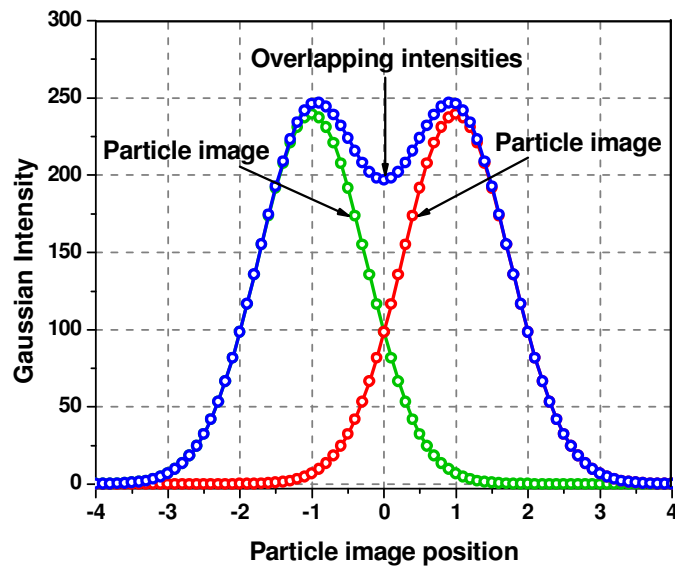 300
250
200
150
100
50
0
Gaussian Intensity
Overlapping intensities
Particle image
Particle image
-4 -3 -2 -1 0 1 2 3 4
Particle image position